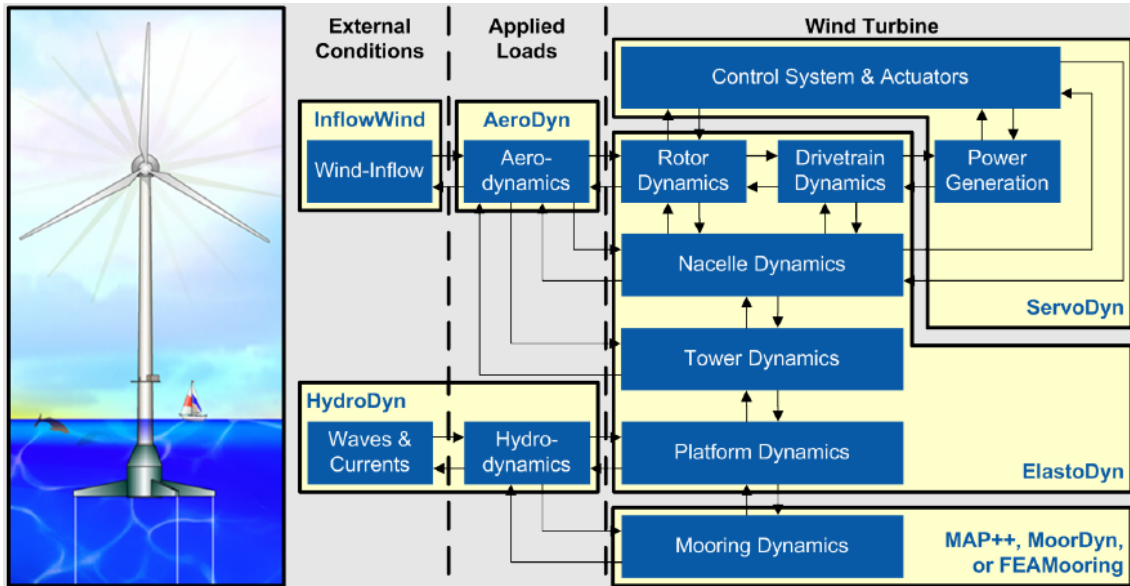 External
Conditions
Applied
Loads
Wind Turbine
Control System & Actuators
InflowWind
AeroDyn
Wind-Inflow
Aero-
dynamics
Rotor
Dynamics
Drivetrain
Dynamics
Power
Generation
Nacelle Dynamics
ServoDyn
Tower Dynamics
HydroDyn
Waves &
Currents
Hydro-
dynamics
Platform Dynamics
ElastoDyn
Mooring Dynamics
MAP++, MoorDyn,
or FEAMooring